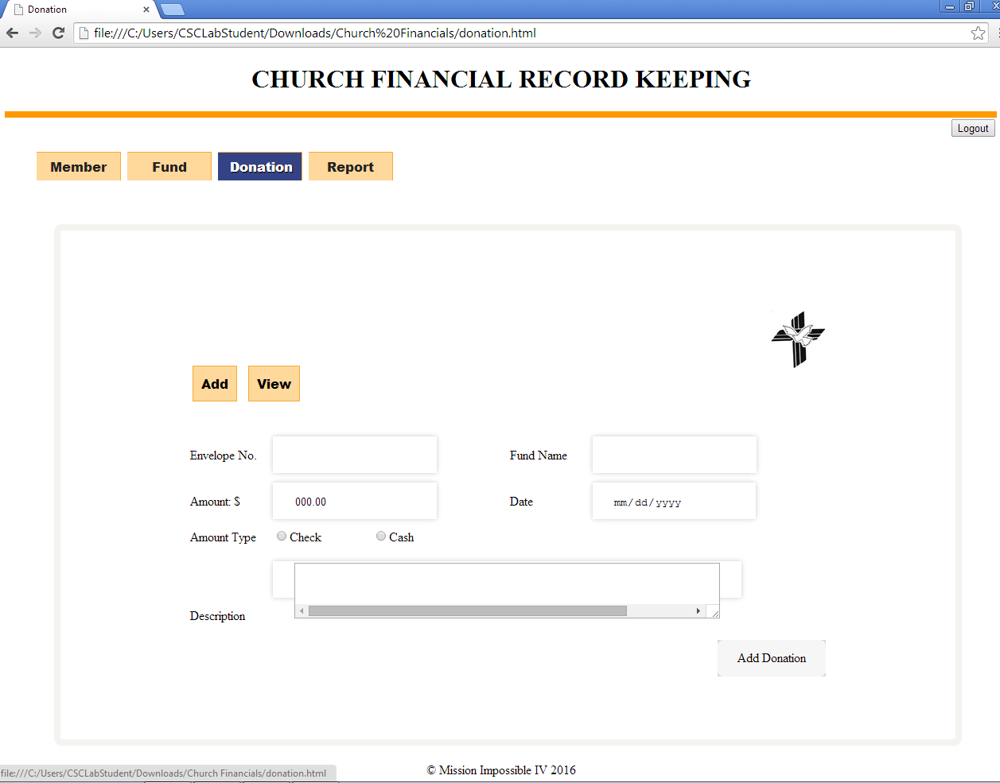 Donation
file:///C:/Users/CSCLabStudent/Downloads/Church%20Financials/donation.html
CHURCH FINANCIAL RECORD KEEPING
Logout
Member Fund Donation Report
Add View
Envelope No. Fund Name
Amount: $ 000.00 Date mm/dd/yyyy
Amount Type Check Cash
Description
Add Donation
© Mission Impossible IV 2016
file:///C:/Users/CSCLabStudent/Downloads/Church Financials/donation.html